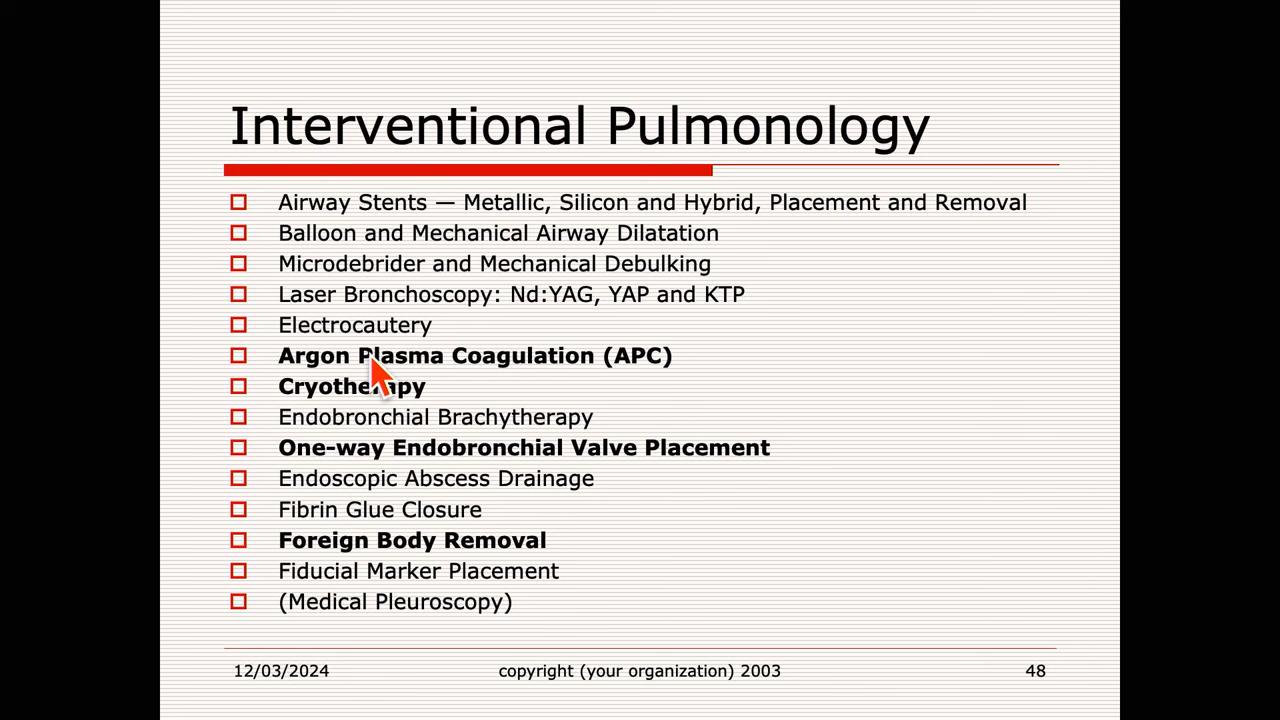 Interventional Pulmonology
Airway Stents — Metallic, Silicon and Hybrid, Placement and Removal
Balloon and Mechanical Airway Dilatation
Microdebrider and Mechanical Debulking
Laser Bronchoscopy: Nd:YAG, YAP and KTP
Electrocautery
Argon Plasma Coagulation (APC)
Cryotherapy
Endobronchial Brachytherapy
One-way Endobronchial Valve Placement
Endoscopic Abscess Drainage
Fibrin Glue Closure
Foreign Body Removal
Fiducial Marker Placement
(Medical Pleuroscopy)
12/03/2024 copyright (your organization) 2003 48